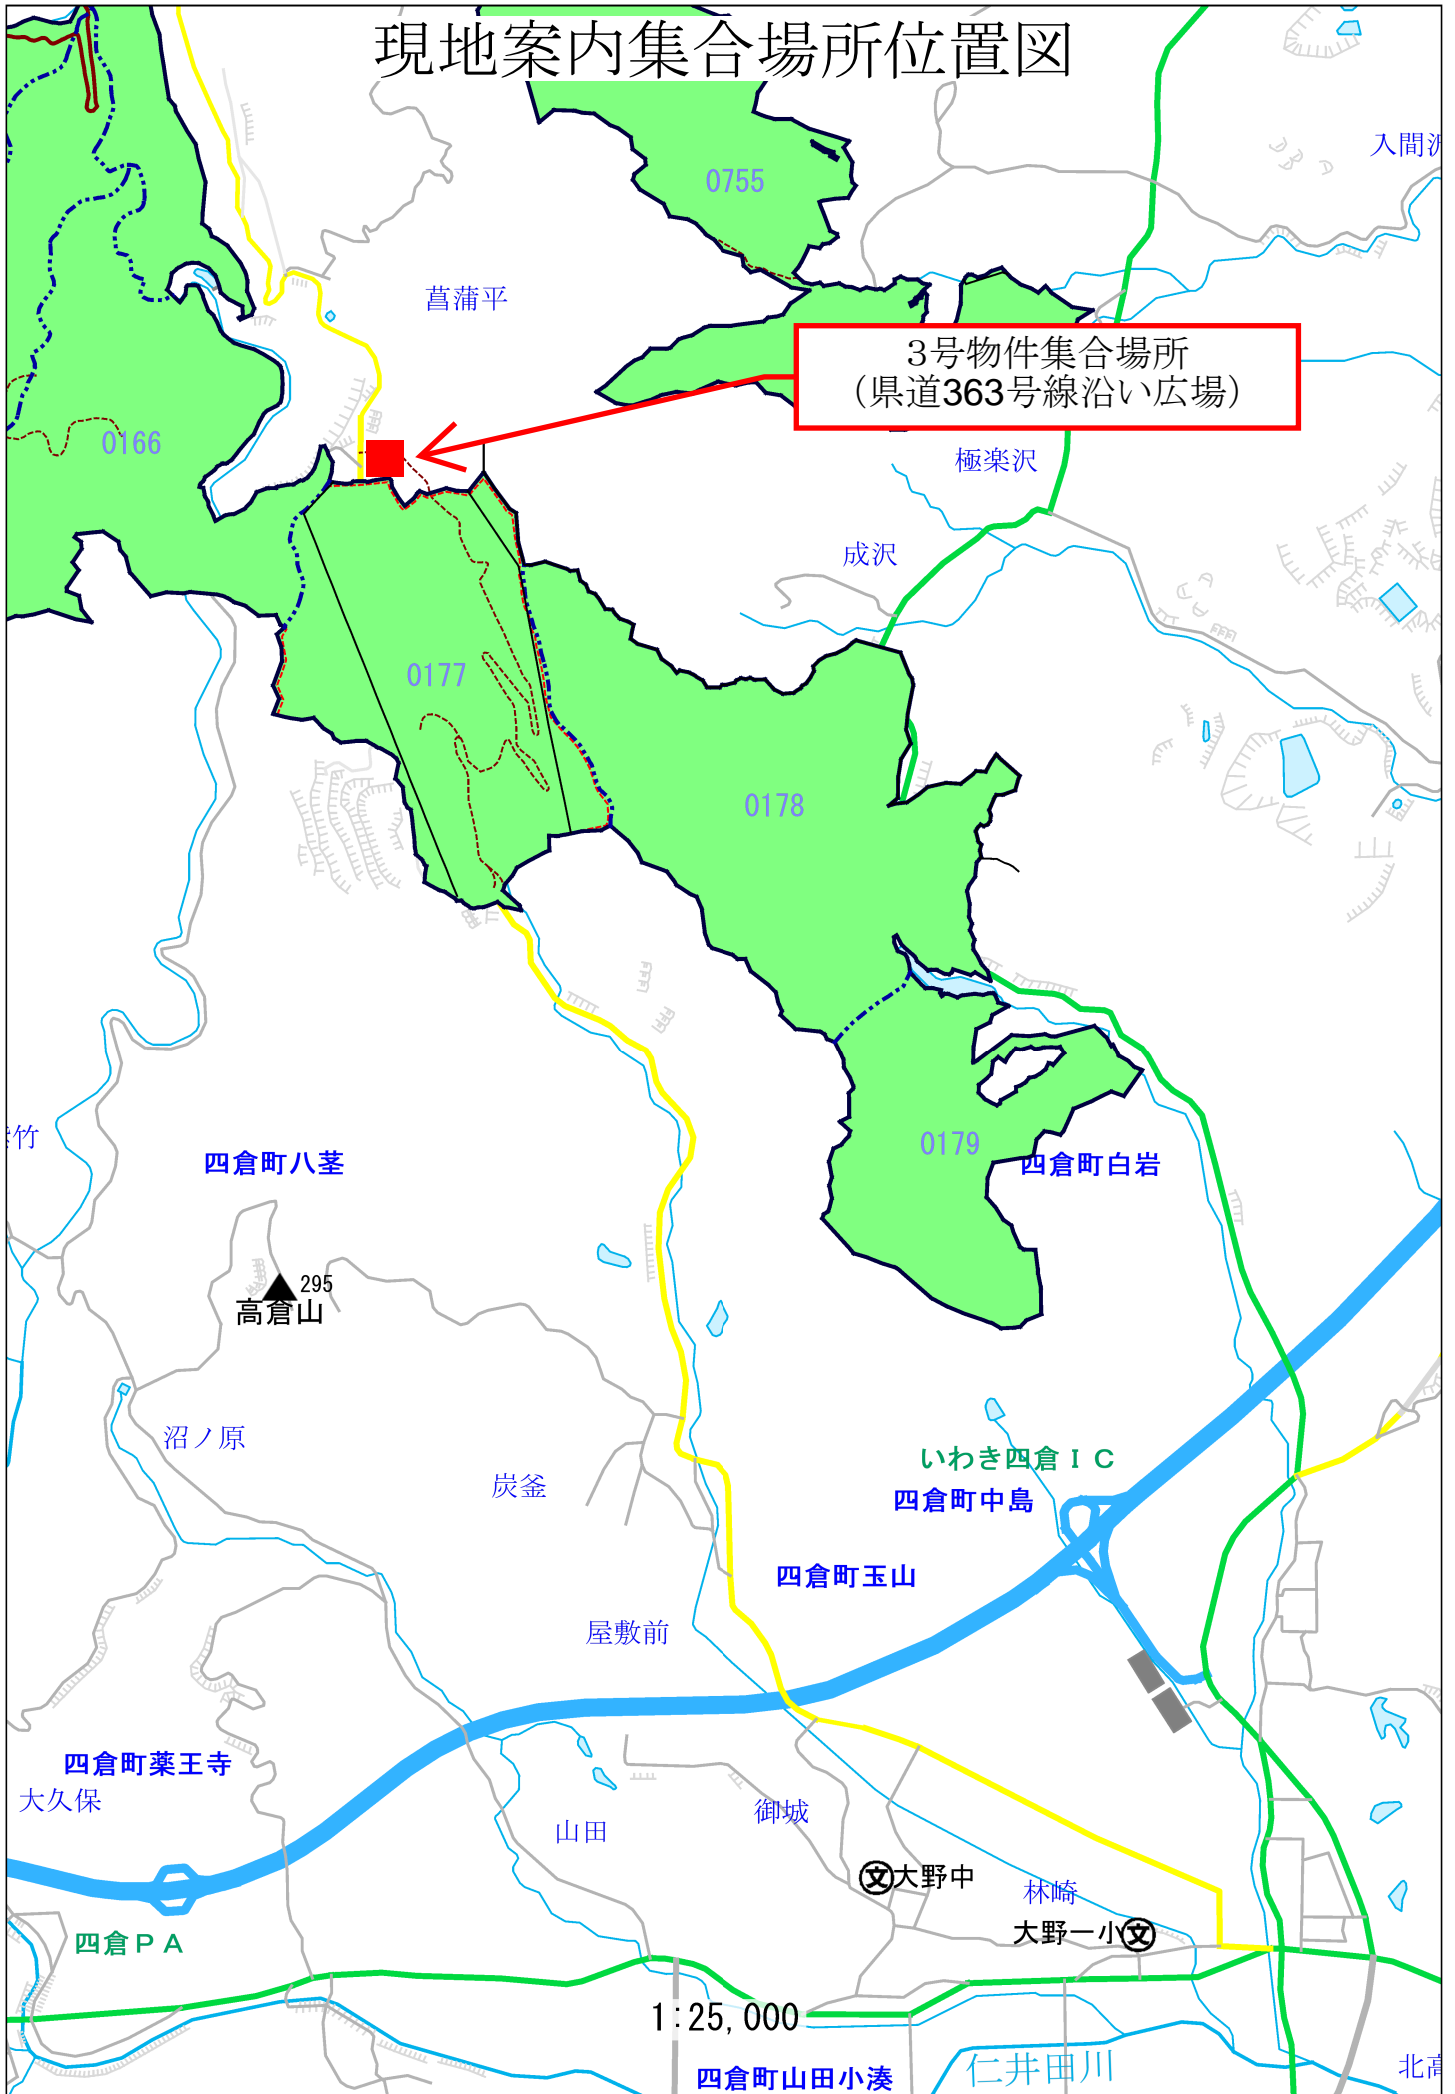 現地案内集合場所位置図
0755
入間
菖蒲平
3号物件集合場所
（県道363号線沿い広場）
0166
極楽沢
成沢
0177
0178
竹
四倉町八茎
0179
四倉町白岩
295
高倉山
沼ノ原
いわき四倉ＩＣ
炭釜
四倉町中島
四倉町玉山
屋敷前
四倉町薬王寺
大久保
御城
山田
文大野中
林崎
大野一小文
四倉ＰＡ
1:25,000
仁井田川
四倉町山田小湊
北